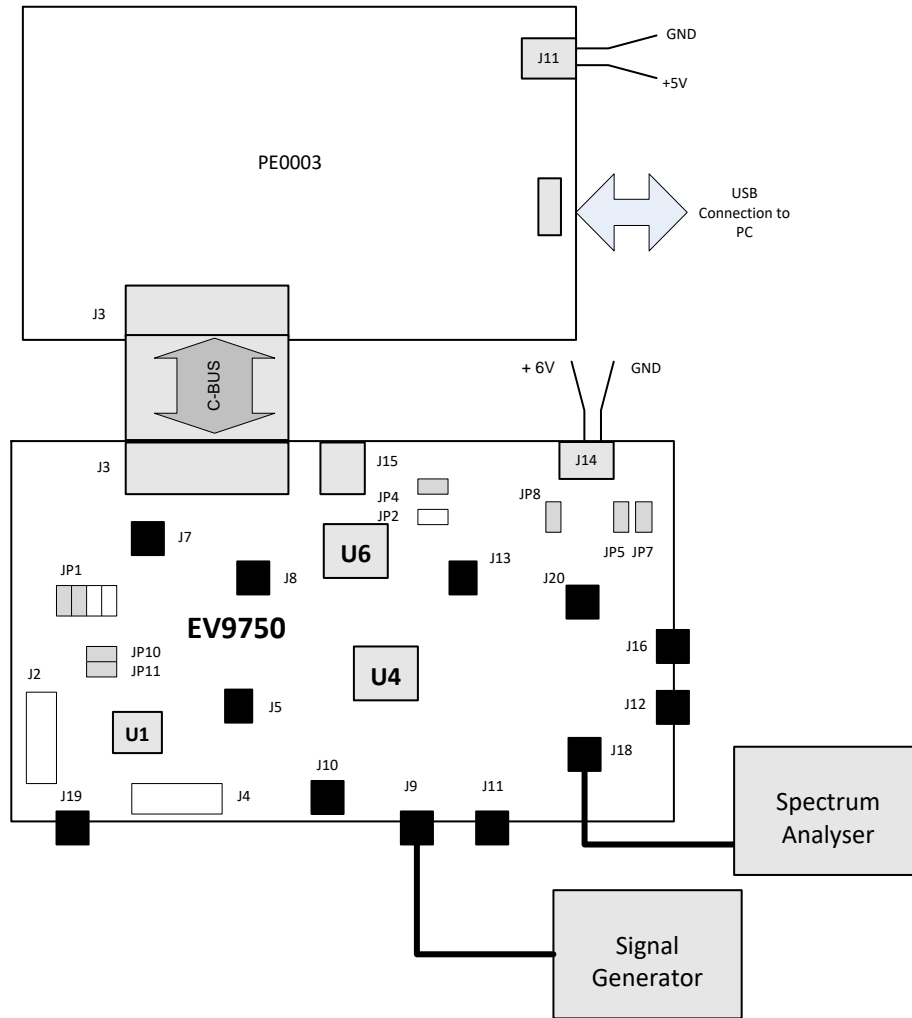 GND
J11
+5V
PE0003
USB
Connection to
PC
J3
C-BUS
+ 6V
GND
J3
J15
J14
JP4
JP8
JP2
J7
U6
JP5 JP7
J13
J8
J20
JP1
EV9750
J16
JP10
JP11
J2
U4
J12
J5
U1
J18
J10
J9
J11
J19
J4
Spectrum
Analyser
Signal
Generator